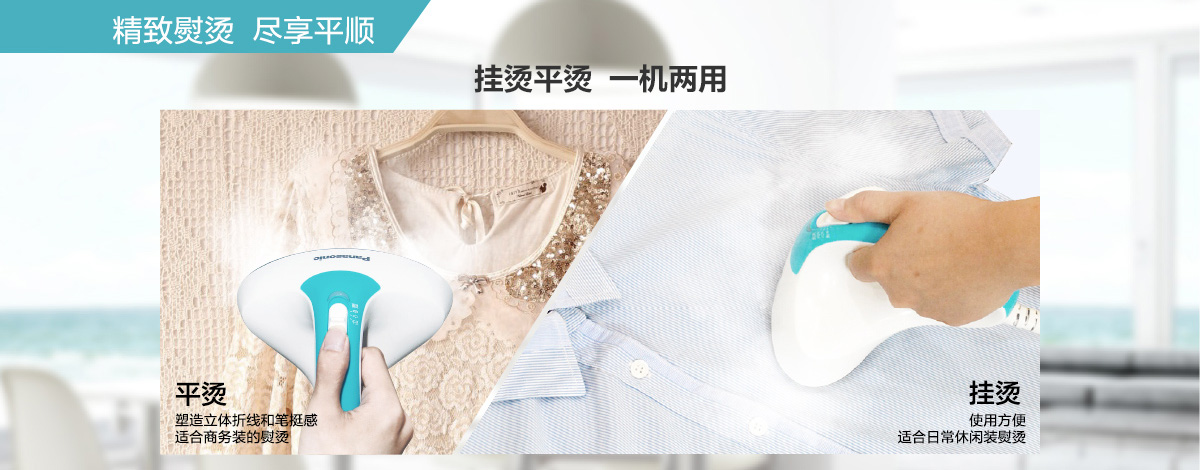 精致熨烫 尽享平顺
挂烫平烫 一机两用
Panasonic
平烫
塑造立体折线和笔挺感
适合商务装的熨烫
挂烫
使用方便
适合日常休闲装熨烫